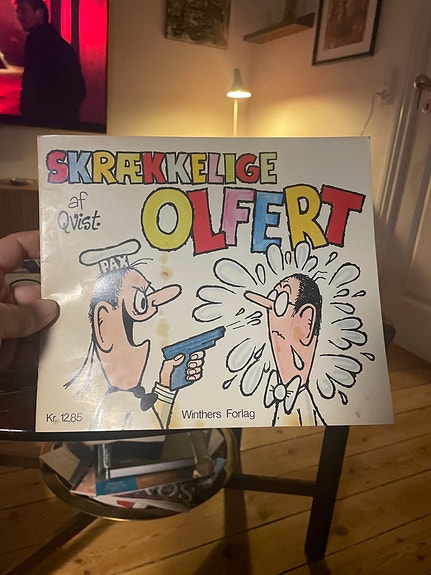 SKRÆKKELIGE
af
Qvist.
OLFERT
PAX
Kr. 12,85
Winthers Forlag